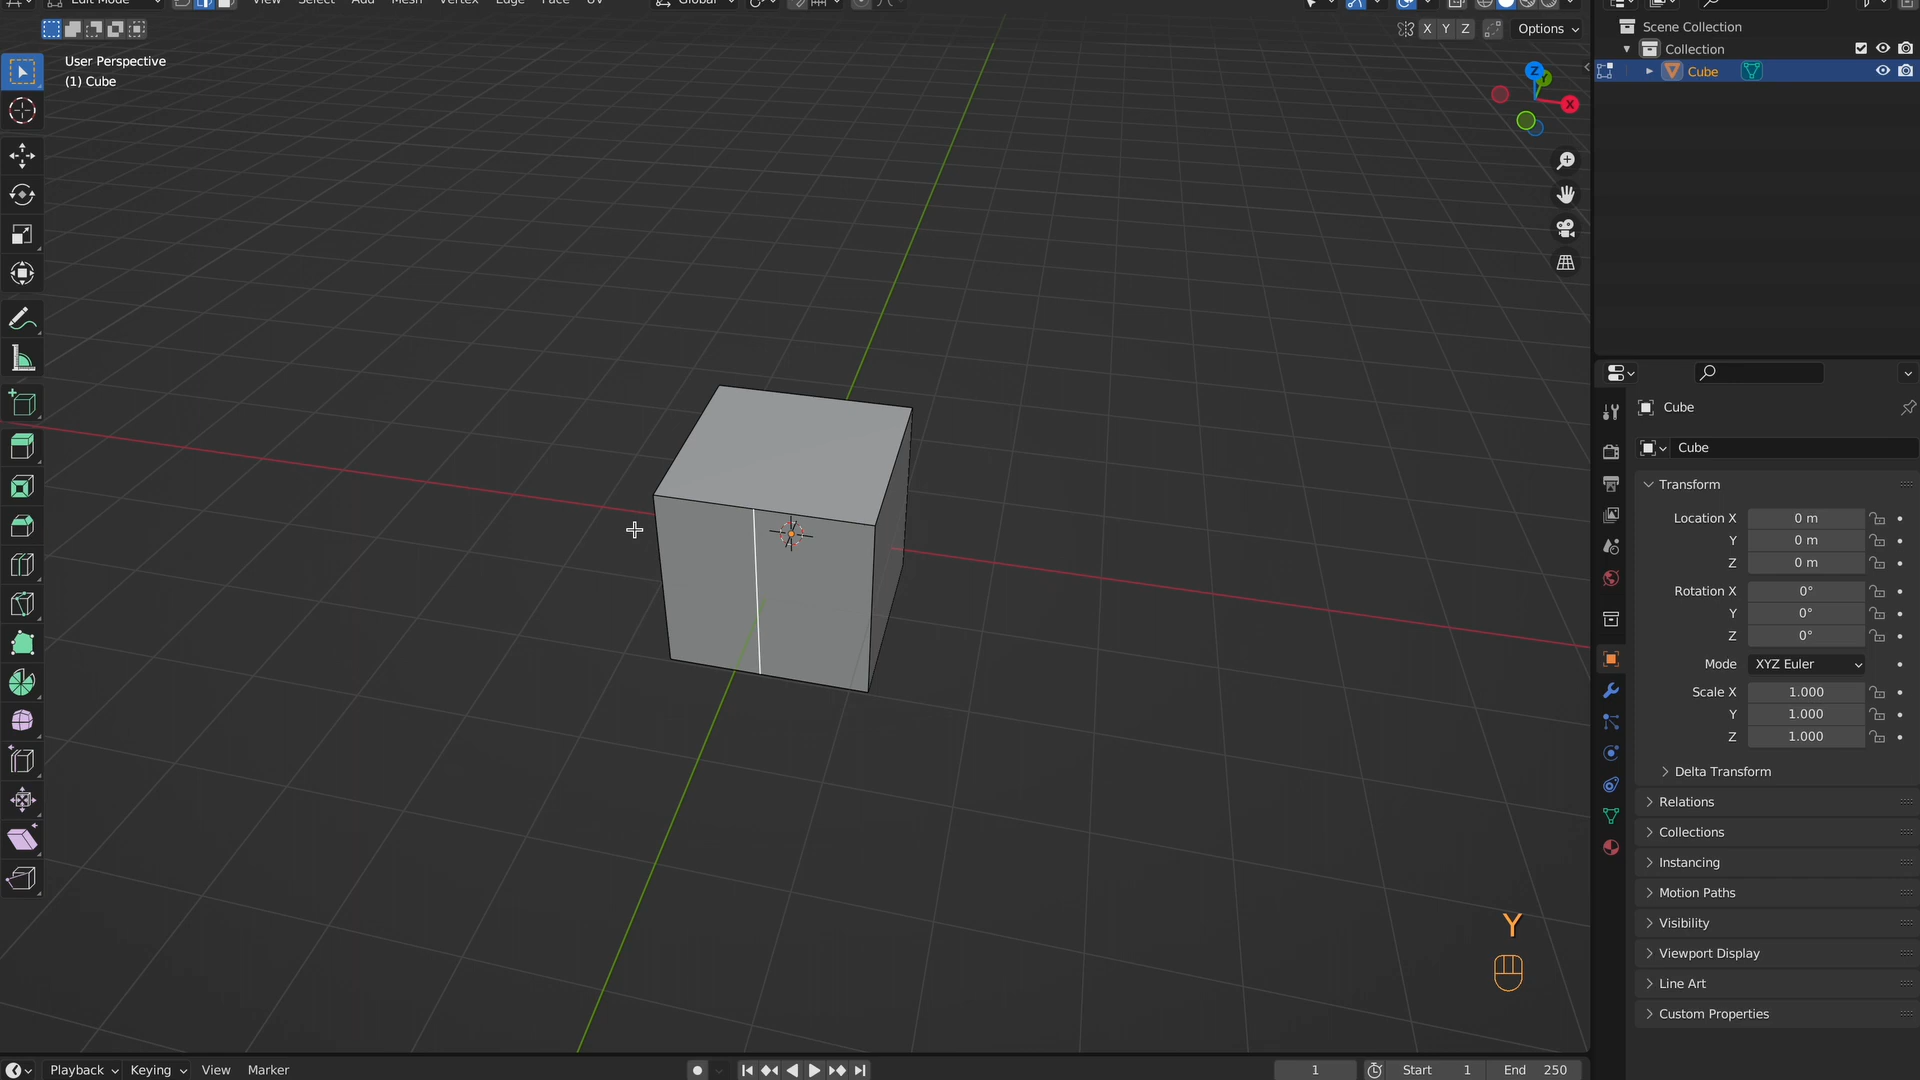 Edit Mode View Select Add Mesh Vertex Edge Face UV Global
X Y Z Options
User Perspective
(1) Cube
Z
Y
X
Scene Collection
Collection
Cube
Cube
Cube
Transform
Location X 0 m
Y 0 m
Z 0 m
Rotation X 0°
Y 0°
Z 0°
Mode XYZ Euler
Scale X 1.000
Y 1.000
Z 1.000
Delta Transform
Relations
Collections
Instancing
Motion Paths
Visibility
Viewport Display
Line Art
Custom Properties
Y
Playback Keying View Marker 1 Start 1 End 250